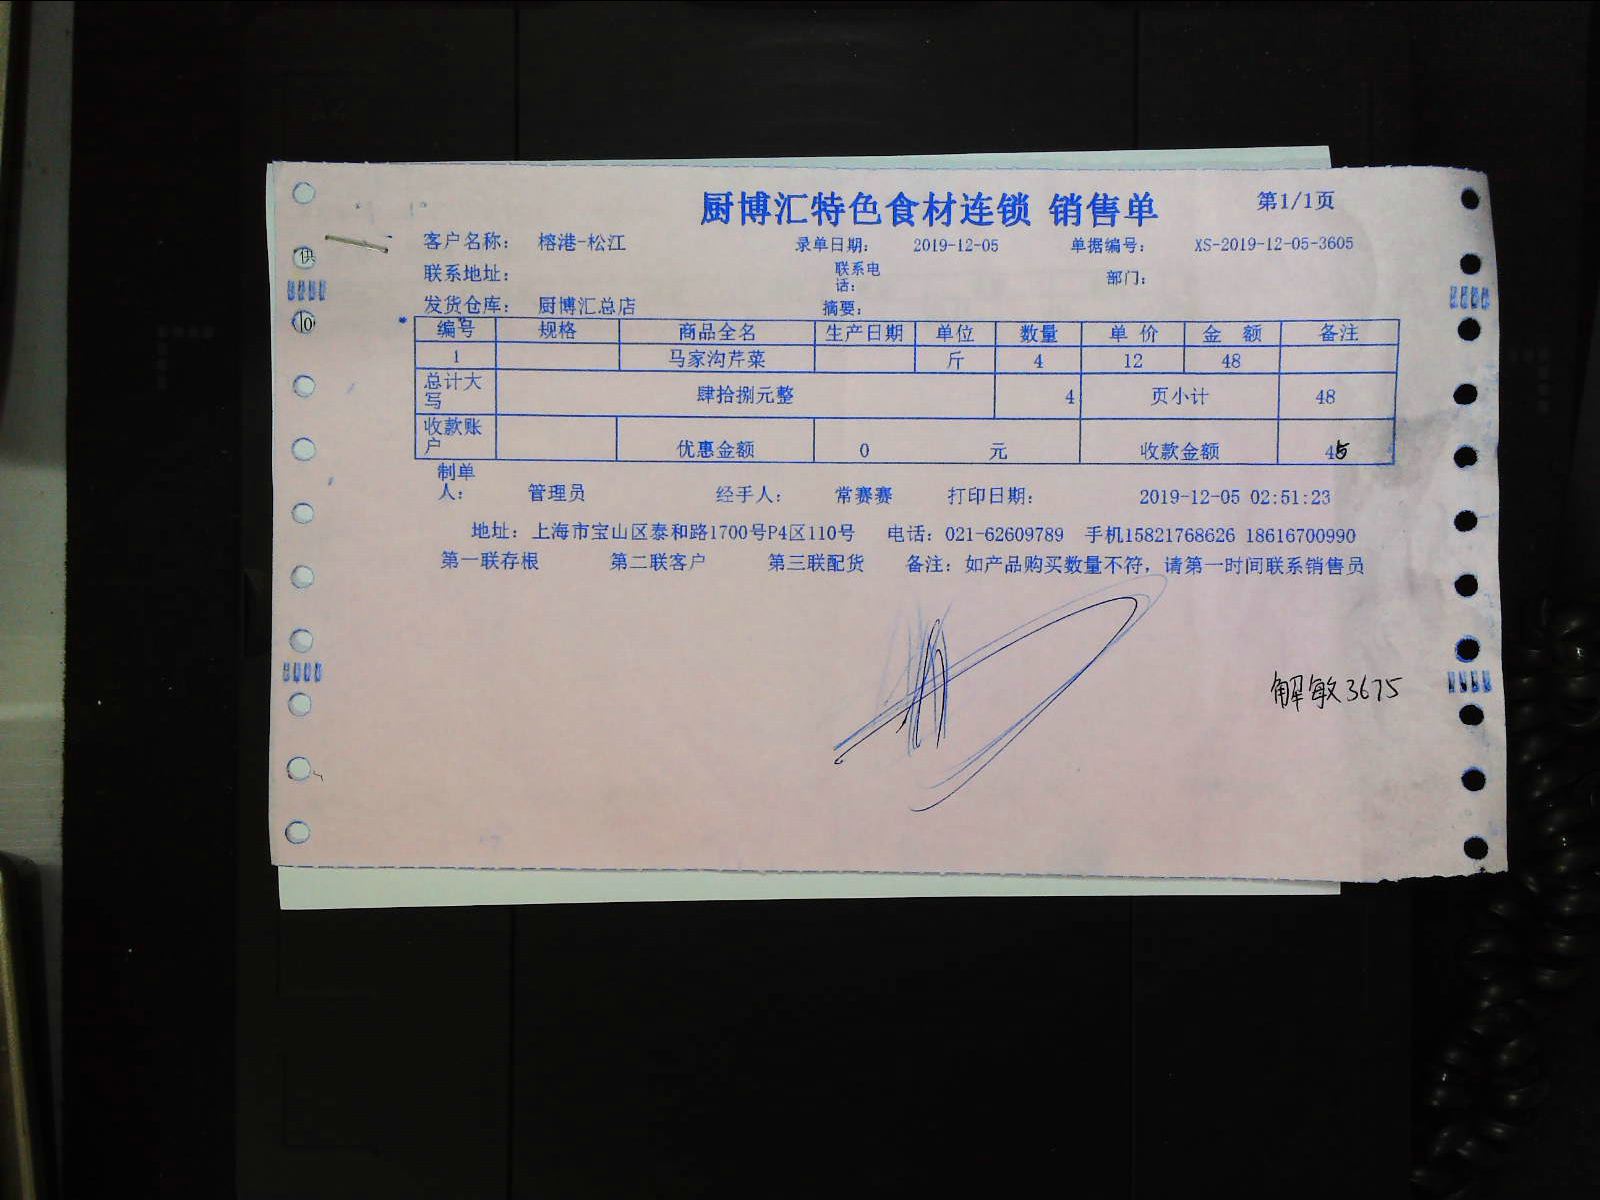 厨博汇特色食材连锁 销售单 第1/1页
客户名称： 榕港-松江 录单日期： 2019-12-05 单据编号： XS-2019-12-05-3605
联系地址： 联系电话： 部门：
发货仓库： 厨博汇总店 摘要：
编号 规格 商品全名 生产日期 单位 数量 单价 金额 备注
1 马家沟芹菜 斤 4 12 48
总计大写 肆拾捌元整 4 页小计 48
收款账户 优惠金额 0 元 收款金额 45
制单人： 管理员 经手人： 常赛赛 打印日期： 2019-12-05 02:51:23
地址：上海市宝山区泰和路1700号P4区110号 电话：021-62609789 手机15821768626 18616700990
第一联存根 第二联客户 第三联配货 备注：如产品购买数量不符，请第一时间联系销售员
解敏3675
供
10